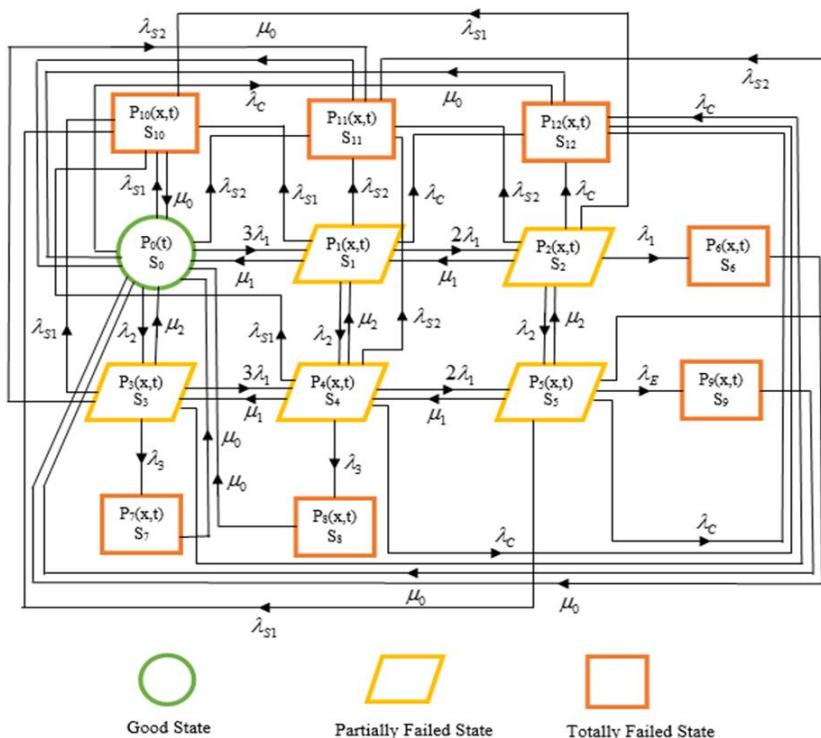 λS2
μ0
λS1
λS2
λC
μ0
λC
P10(x,t)
S10
P11(x,t)
S11
P12(x,t)
S12
λS1
μ0
λS2
λS1
λS2
λC
λS2
λC
P0(t)
S0
3λ1
μ1
P1(x,t)
S1
2λ1
μ1
P2(x,t)
S2
λ1
P6(x,t)
S6
λS1
λ2
μ2
λS1
λ2
μ2
λS2
λ2
μ2
P3(x,t)
S3
3λ1
μ1
P4(x,t)
S4
2λ1
μ1
P5(x,t)
S5
λE
P9(x,t)
S9
λ3
μ0
μ0
λ3
P7(x,t)
S7
P8(x,t)
S8
λC
λC
λS1
μ0
μ0
Good State
Partially Failed State
Totally Failed State